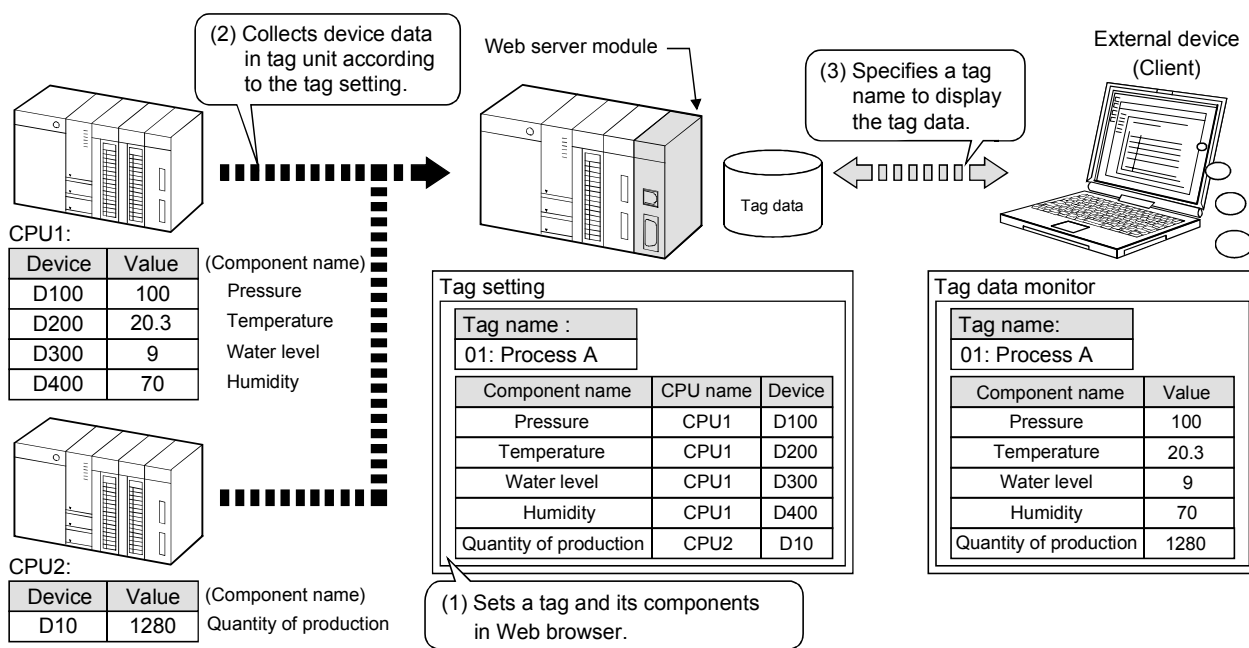 (2) Collects device data
in tag unit according
to the tag setting.
Web server module
External device
(Client)
(3) Specifies a tag
name to display
the tag data.
Tag data
CPU1:
Device Value (Component name)
D100 100 Pressure
D200 20.3 Temperature
D300 9 Water level
D400 70 Humidity
CPU2:
Device Value (Component name)
D10 1280 Quantity of production
Tag setting
Tag name :
01: Process A
Component name CPU name Device
Pressure CPU1 D100
Temperature CPU1 D200
Water level CPU1 D300
Humidity CPU1 D400
Quantity of production CPU2 D10
(1) Sets a tag and its components
in Web browser.
Tag data monitor
Tag name:
01: Process A
Component name Value
Pressure 100
Temperature 20.3
Water level 9
Humidity 70
Quantity of production 1280